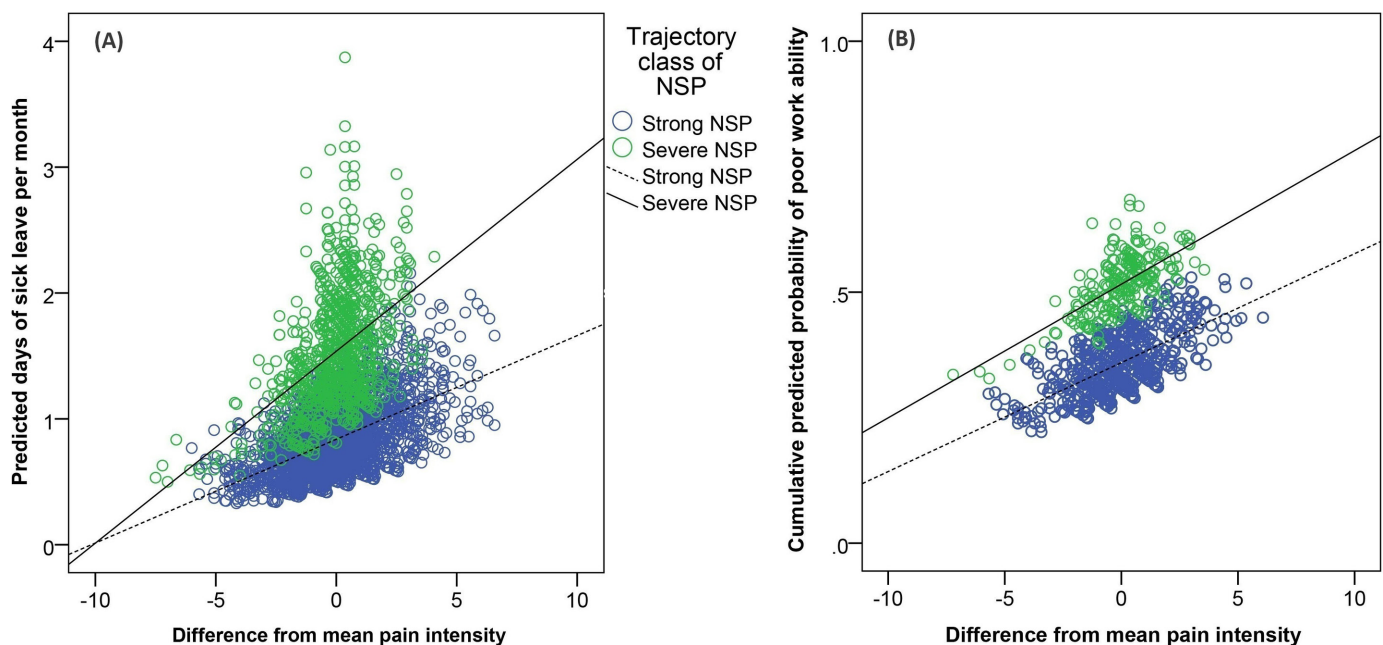 (A)
Predicted days of sick leave per month
4
3
2
1
0
-10 -5 0 5 10
Difference from mean pain intensity
Trajectory
class of
NSP
Strong NSP
Severe NSP
Strong NSP
Severe NSP
(B)
Cumulative predicted probability of poor work ability
1.0
.5
.0
-10 -5 0 5 10
Difference from mean pain intensity